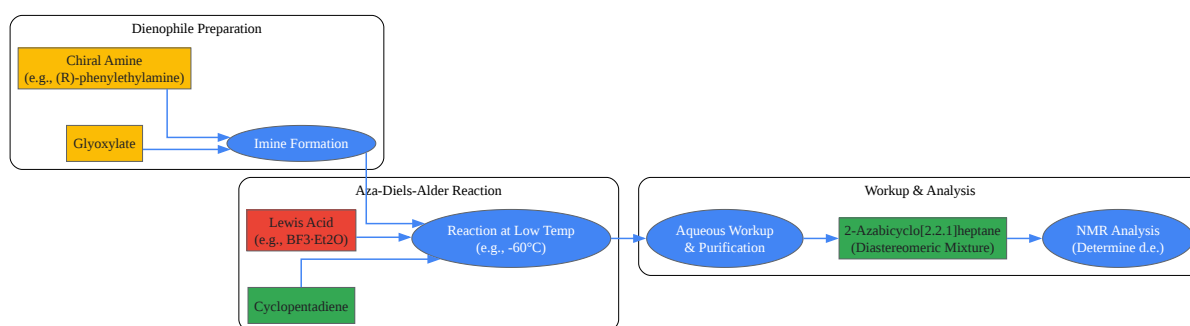 Dienophile Preparation
Chiral Amine
(e.g., (R)-phenylethylamine)
Glyoxylate
Imine Formation
Aza-Diels-Alder Reaction
Lewis Acid
(e.g., BF3·Et2O)
Reaction at Low Temp
(e.g., -60°C)
Cyclopentadiene
Workup & Analysis
Aqueous Workup
& Purification
2-Azabicyclo[2.2.1]heptane
(Diastereomeric Mixture)
NMR Analysis
(Determine d.e.)